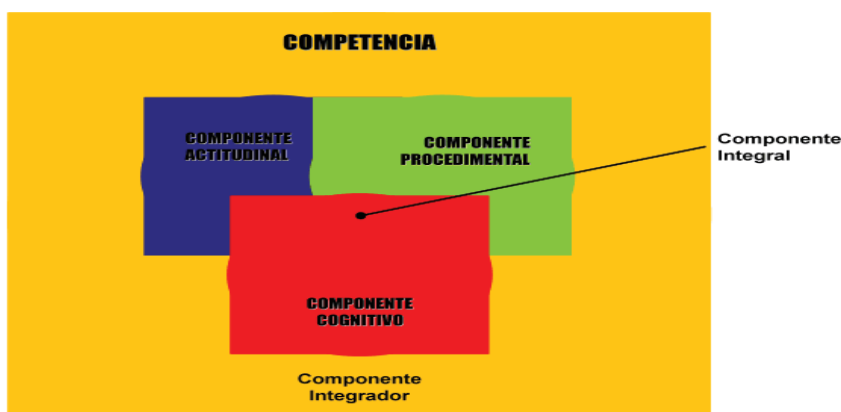 COMPETENCIA
COMPONENTE
ACTITUDINAL
COMPONENTE
PROCEDIMENTAL
Componente
Integral
COMPONENTE
COGNITIVO
Componente
Integrador